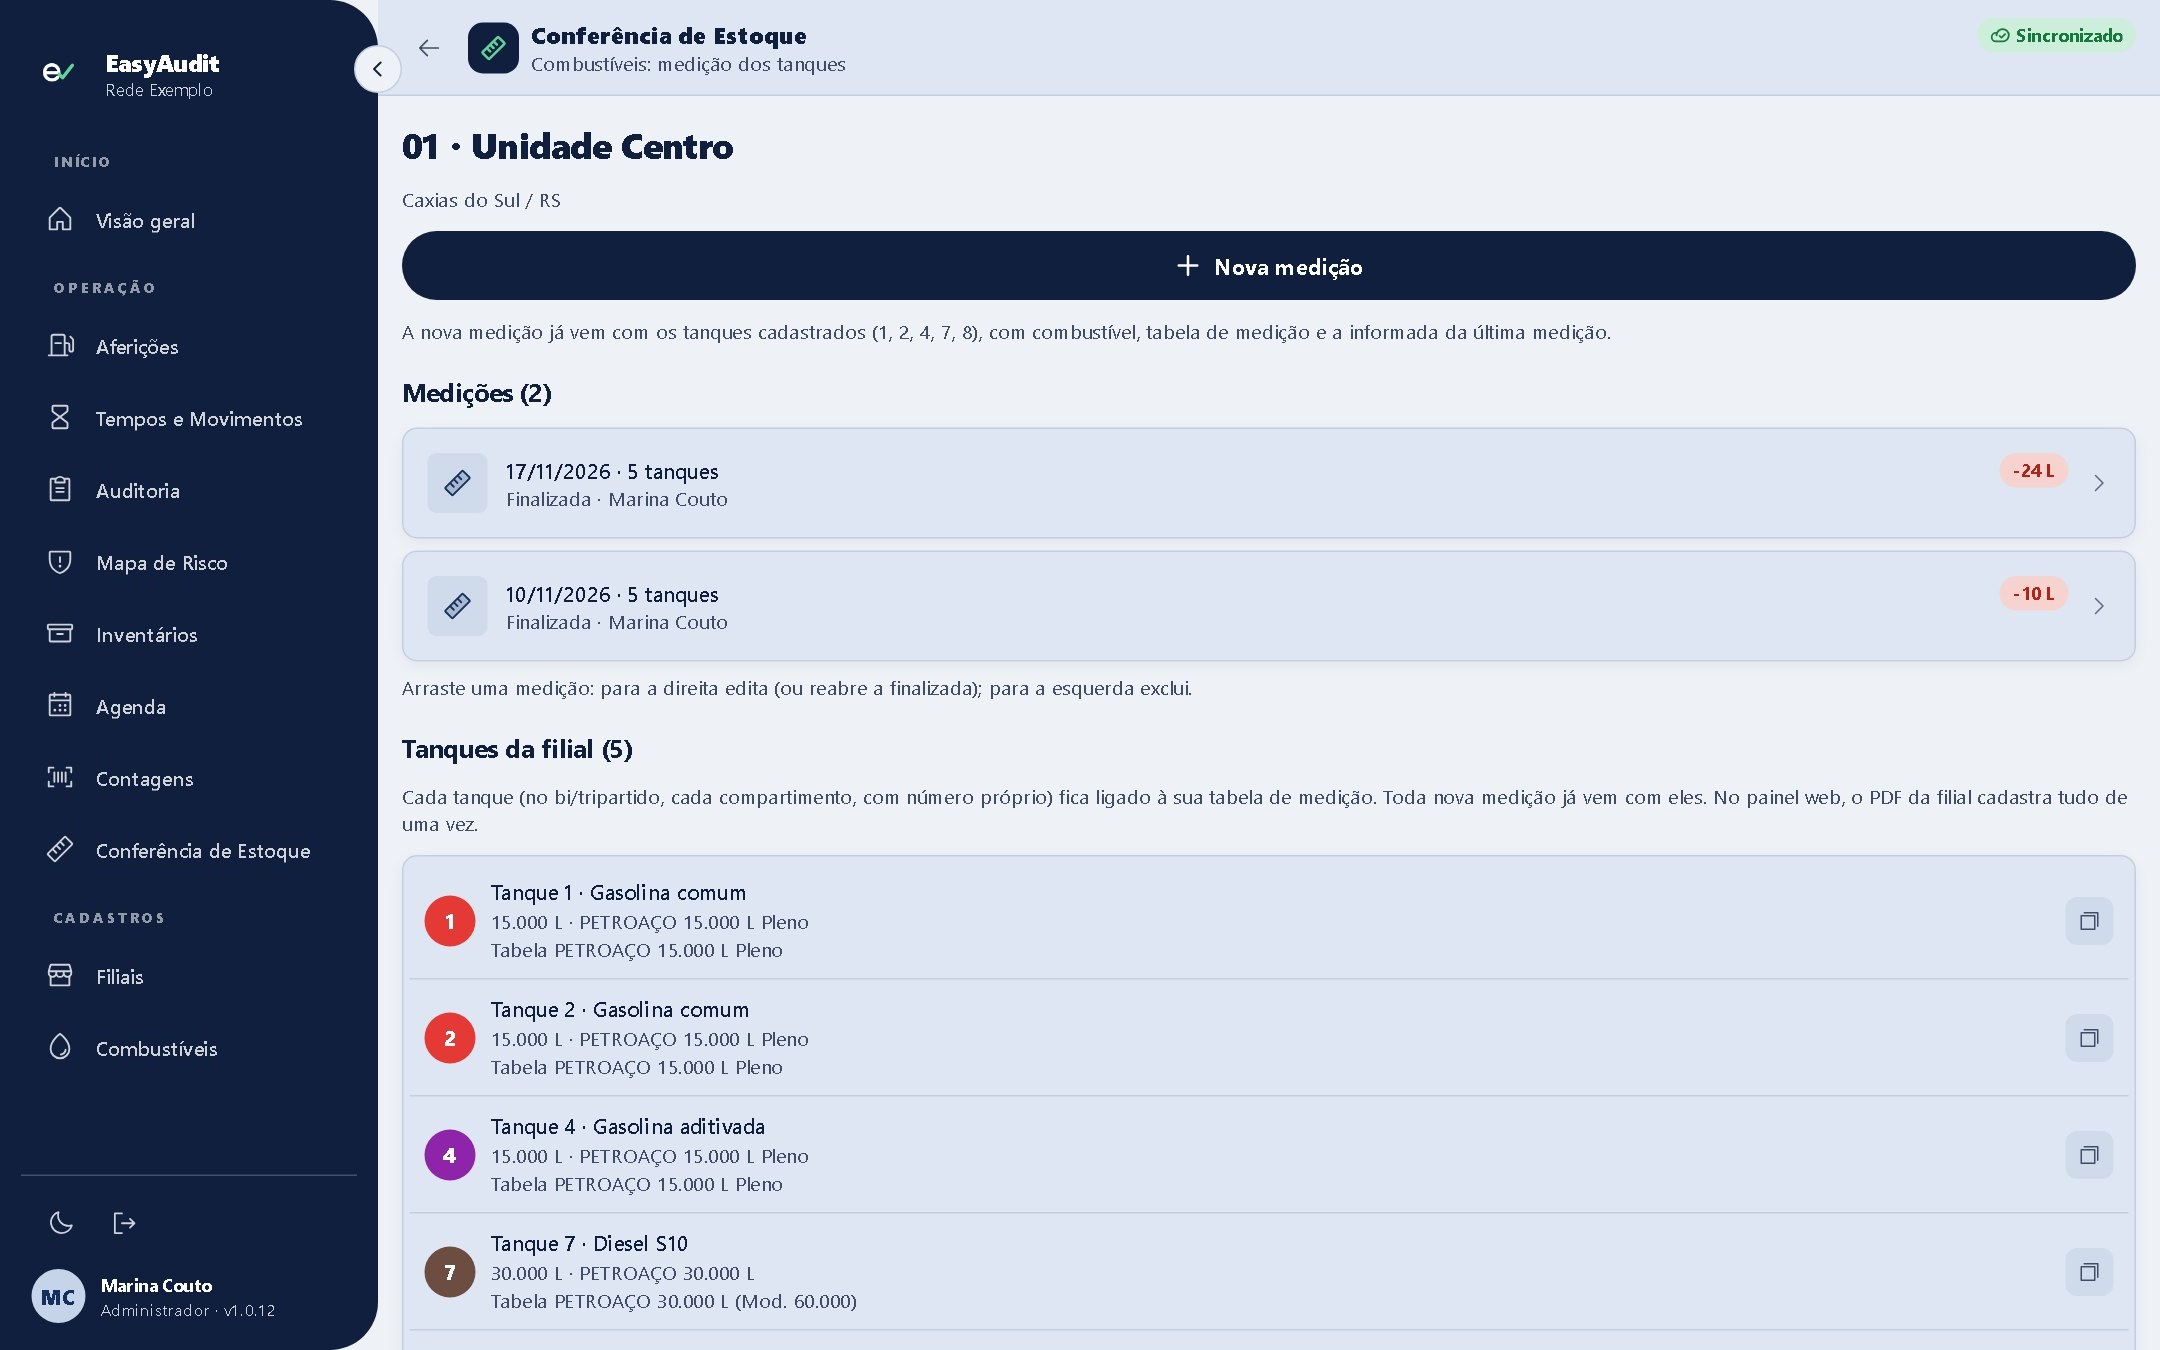 EasyAudit
Rede Exemplo
INÍCIO
Visão geral
OPERAÇÃO
Aferições
Tempos e Movimentos
Auditoria
Mapa de Risco
Inventários
Agenda
Contagens
Conferência de Estoque
CADASTROS
Filiais
Combustíveis
MC
Marina Couto
Administrador · v1.0.12
Conferência de Estoque
Combustíveis: medição dos tanques
Sincronizado
01 · Unidade Centro
Caxias do Sul / RS
Nova medição
A nova medição já vem com os tanques cadastrados (1, 2, 4, 7, 8), com combustível, tabela de medição e a informada da última medição.
Medições (2)
17/11/2026 · 5 tanques
Finalizada · Marina Couto
-24 L
10/11/2026 · 5 tanques
Finalizada · Marina Couto
-10 L
Arraste uma medição: para a direita edita (ou reabre a finalizada); para a esquerda exclui.
Tanques da filial (5)
Cada tanque (no bi/tripartido, cada compartimento, com número próprio) fica ligado à sua tabela de medição. Toda nova medição já vem com eles. No painel web, o PDF da filial cadastra tudo de
uma vez.
1
Tanque 1 · Gasolina comum
15.000 L · PETROAÇO 15.000 L Pleno
Tabela PETROAÇO 15.000 L Pleno
2
Tanque 2 · Gasolina comum
15.000 L · PETROAÇO 15.000 L Pleno
Tabela PETROAÇO 15.000 L Pleno
4
Tanque 4 · Gasolina aditivada
15.000 L · PETROAÇO 15.000 L Pleno
Tabela PETROAÇO 15.000 L Pleno
7
Tanque 7 · Diesel S10
30.000 L · PETROAÇO 30.000 L
Tabela PETROAÇO 30.000 L (Mod. 60.000)